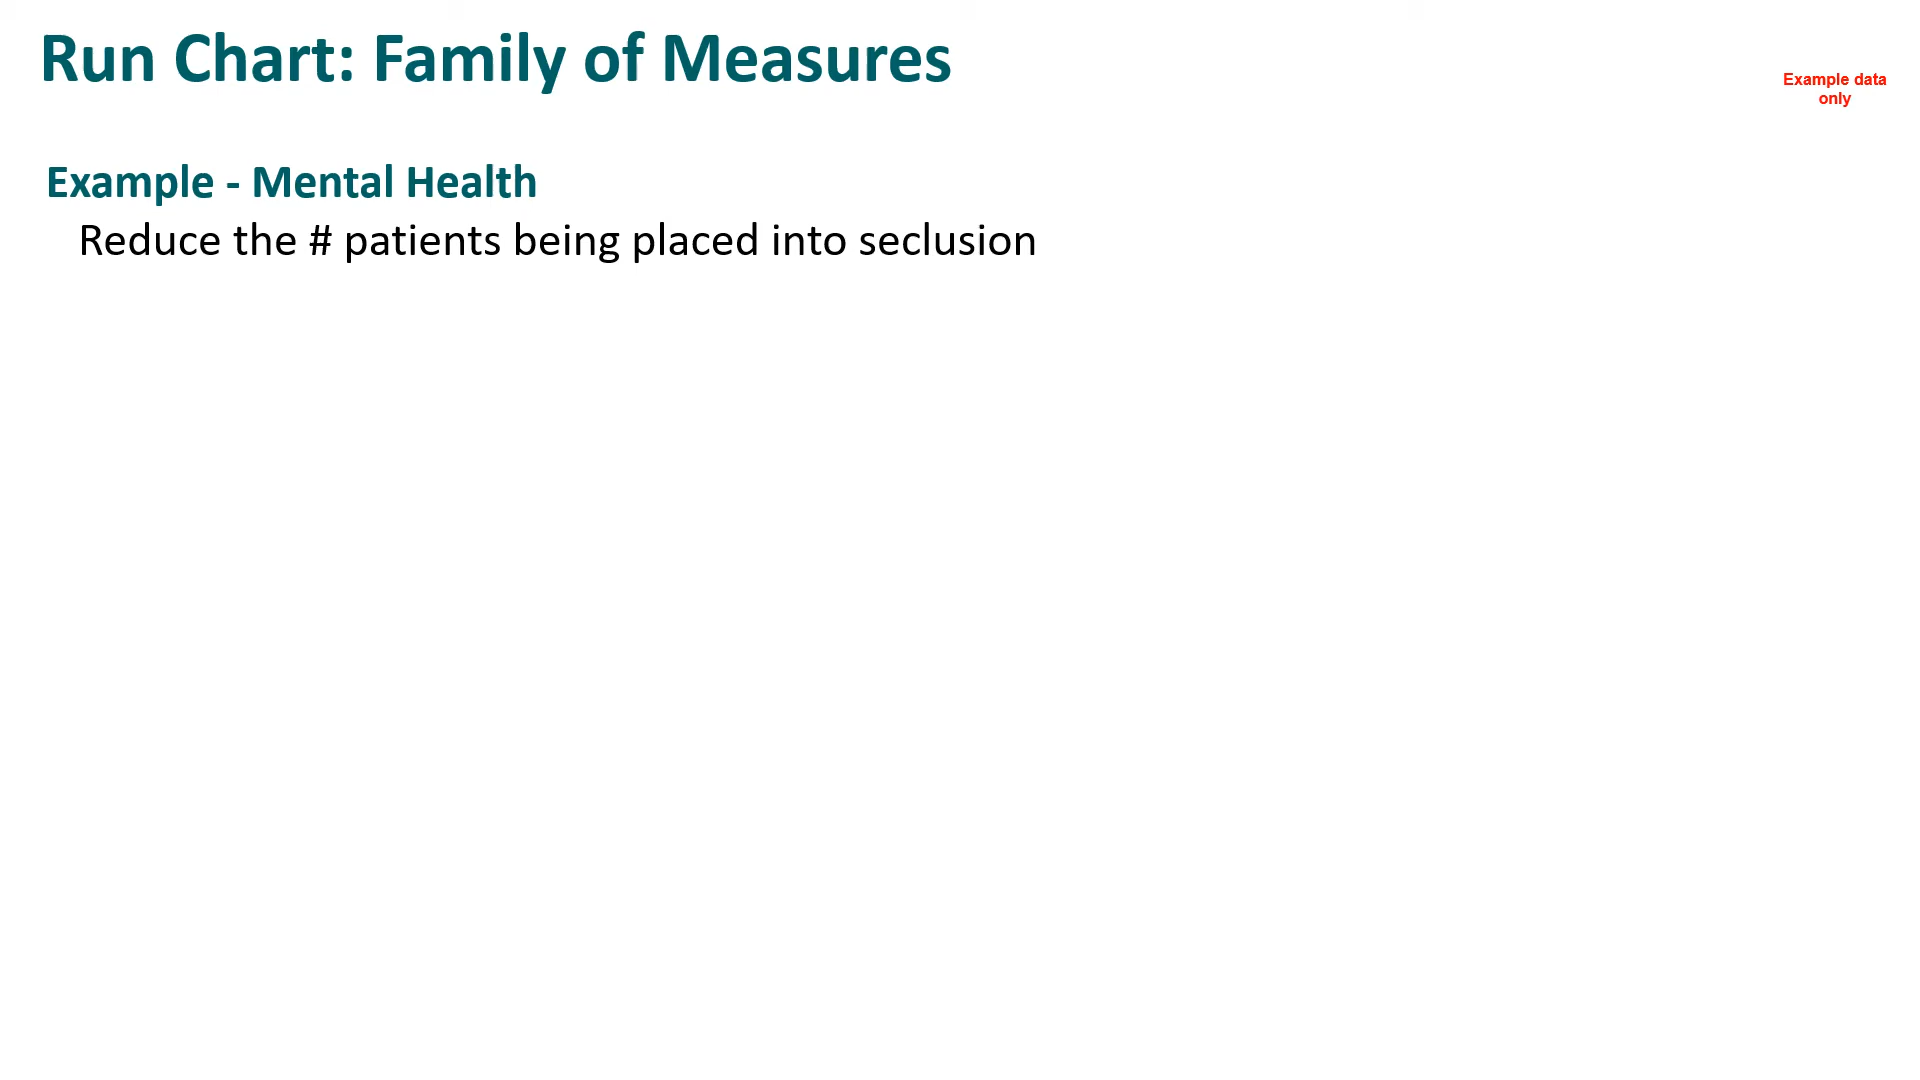 Run Chart: Family of Measures
Example data
only
Example - Mental Health
Reduce the # patients being placed into seclusion